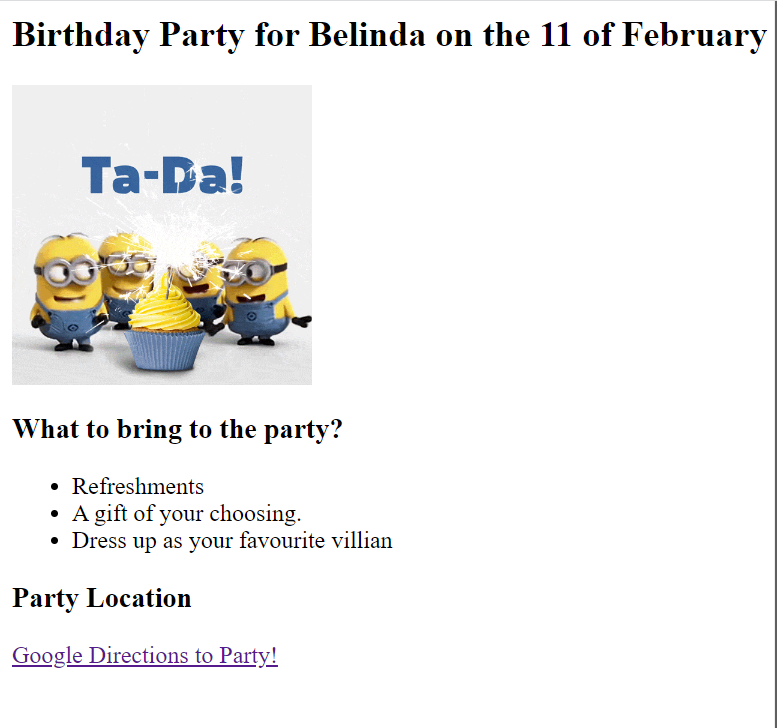 Birthday Party for Belinda on the 11 of February
Ta-Da!
What to bring to the party?
Refreshments
A gift of your choosing.
Dress up as your favourite villian
Party Location
Google Directions to Party!